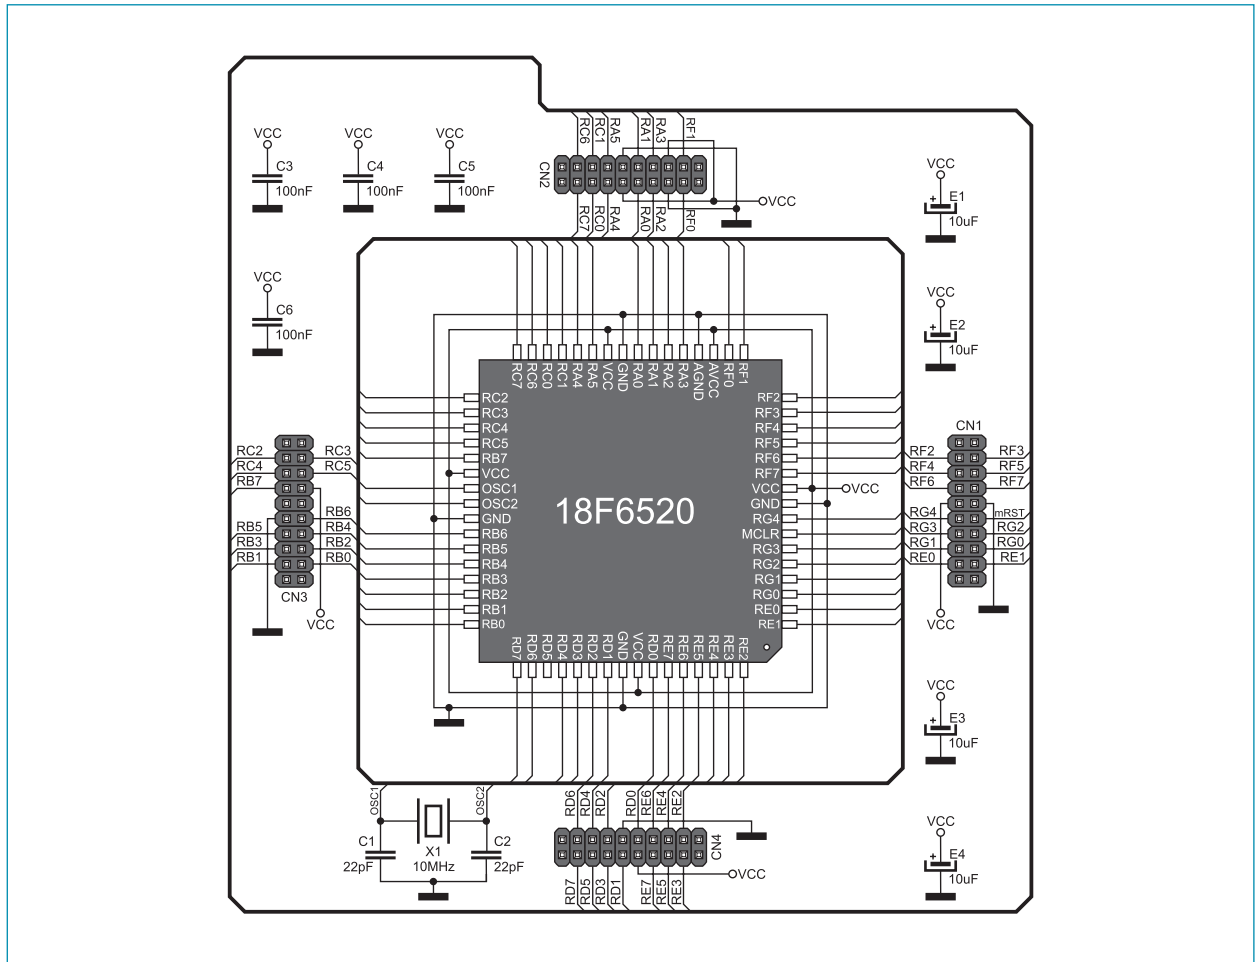 RC6
RC1
RA5
RA1
RA3
RF1
VCC
C3
100nF
VCC
C4
100nF
VCC
C5
100nF
CN2
VCC
RC7
RC0
RA4
RA0
RA2
RF0
VCC
E1
10uF
VCC
C6
100nF
VCC
E2
10uF
RC7
RC6
RC0
RC1
RA4
RA5
VCC
GND
RA0
RA1
RA2
RA3
AGND
AVCC
RF0
RF1
RC2
RC3
RC4
RC5
RB7
VCC
OSC1
OSC2
GND
RB6
RB5
RB4
RB3
RB2
RB1
RB0
18F6520
RF2
RF3
RF4
RF5
RF6
RF7
VCC
GND
RG4
MCLR
RG3
RG2
RG1
RG0
RE0
RE1
VCC
RD7
RD6
RD5
RD4
RD3
RD2
RD1
GND
VCC
RD0
RE7
RE6
RE5
RE4
RE3
RE2
RC2
RC3
RC4
RC5
RB7
RB6
RB5
RB4
RB3
RB2
RB1
RB0
CN3
VCC
CN1
RF2
RF3
RF4
RF5
RF6
RF7
RG4
mRST
RG3
RG2
RG1
RG0
RE0
RE1
VCC
VCC
E3
10uF
OSC1
OSC2
C1
22pF
X1
10MHz
C2
22pF
RD6
RD4
RD2
RD0
RE6
RE4
RE2
CN4
VCC
RD7
RD5
RD3
RD1
RE7
RE5
RE3
VCC
E4
10uF